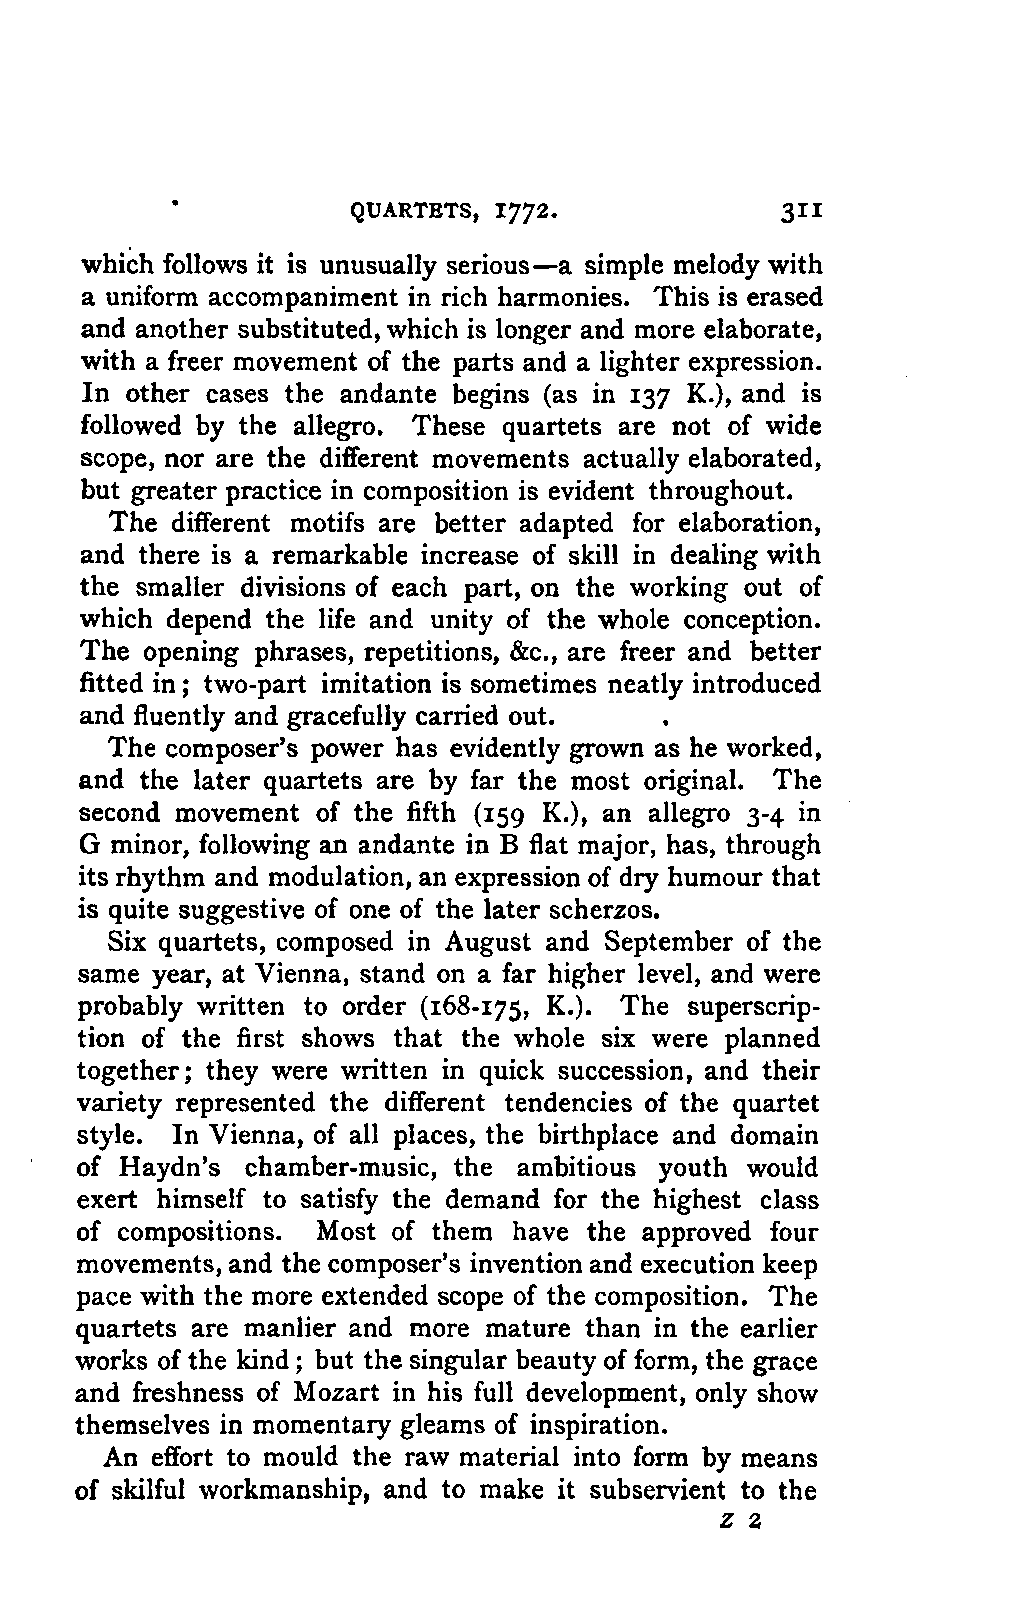 QUARTETS, 1772. 311
which follows it is unusually serious—a simple melody with
a uniform accompaniment in rich harmonies. This is erased
and another substituted, which is longer and more elaborate,
with a freer movement of the parts and a lighter expression.
In other cases the andante begins (as in 137 K.), and is
followed by the allegro. These quartets are not of wide
scope, nor are the different movements actually elaborated,
but greater practice in composition is evident throughout.
The different motifs are better adapted for elaboration,
and there is a remarkable increase of skill in dealing with
the smaller divisions of each part, on the working out of
which depend the life and unity of the whole conception.
The opening phrases, repetitions, &c., are freer and better
fitted in; two-part imitation is sometimes neatly introduced
and fluently and gracefully carried out.
The composer's power has evidently grown as he worked,
and the later quartets are by far the most original. The
second movement of the fifth (159 K.), an allegro 3-4 in
G minor, following an andante in B flat major, has, through
its rhythm and modulation, an expression of dry humour that
is quite suggestive of one of the later scherzos.
Six quartets, composed in August and September of the
same year, at Vienna, stand on a far higher level, and were
probably written to order (168-175, K.). The superscrip-
tion of the first shows that the whole six were planned
together; they were written in quick succession, and their
variety represented the different tendencies of the quartet
style. In Vienna, of all places, the birthplace and domain
of Haydn's chamber-music, the ambitious youth would
exert himself to satisfy the demand for the highest class
of compositions. Most of them have the approved four
movements, and the composer's invention and execution keep
pace with the more extended scope of the composition. The
quartets are manlier and more mature than in the earlier
works of the kind; but the singular beauty of form, the grace
and freshness of Mozart in his full development, only show
themselves in momentary gleams of inspiration.
An effort to mould the raw material into form by means
of skilful workmanship, and to make it subservient to the
Z 2